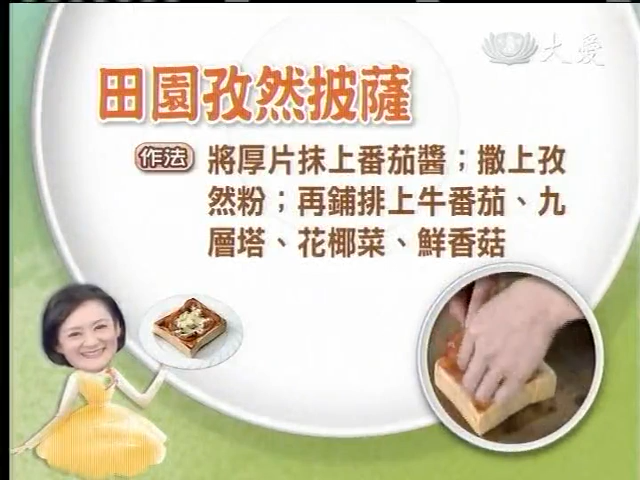 大愛
田園孜然披薩
作法
將厚片抹上番茄醬；撒上孜
然粉；再鋪排上牛番茄、九
層塔、花椰菜、鮮香菇